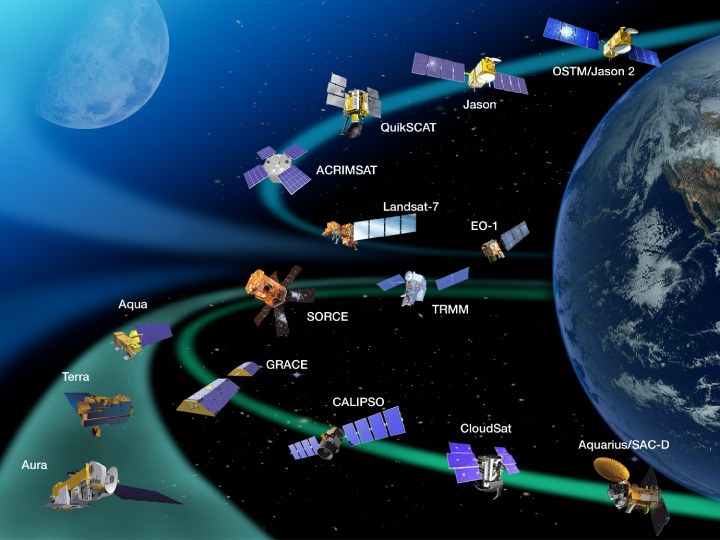 OSTM/Jason 2
Jason
QuikSCAT
ACRIMSAT
Landsat-7
EO-1
Aqua
SORCE
TRMM
Terra
GRACE
CALIPSO
CloudSat
Aquarius/SAC-D
Aura